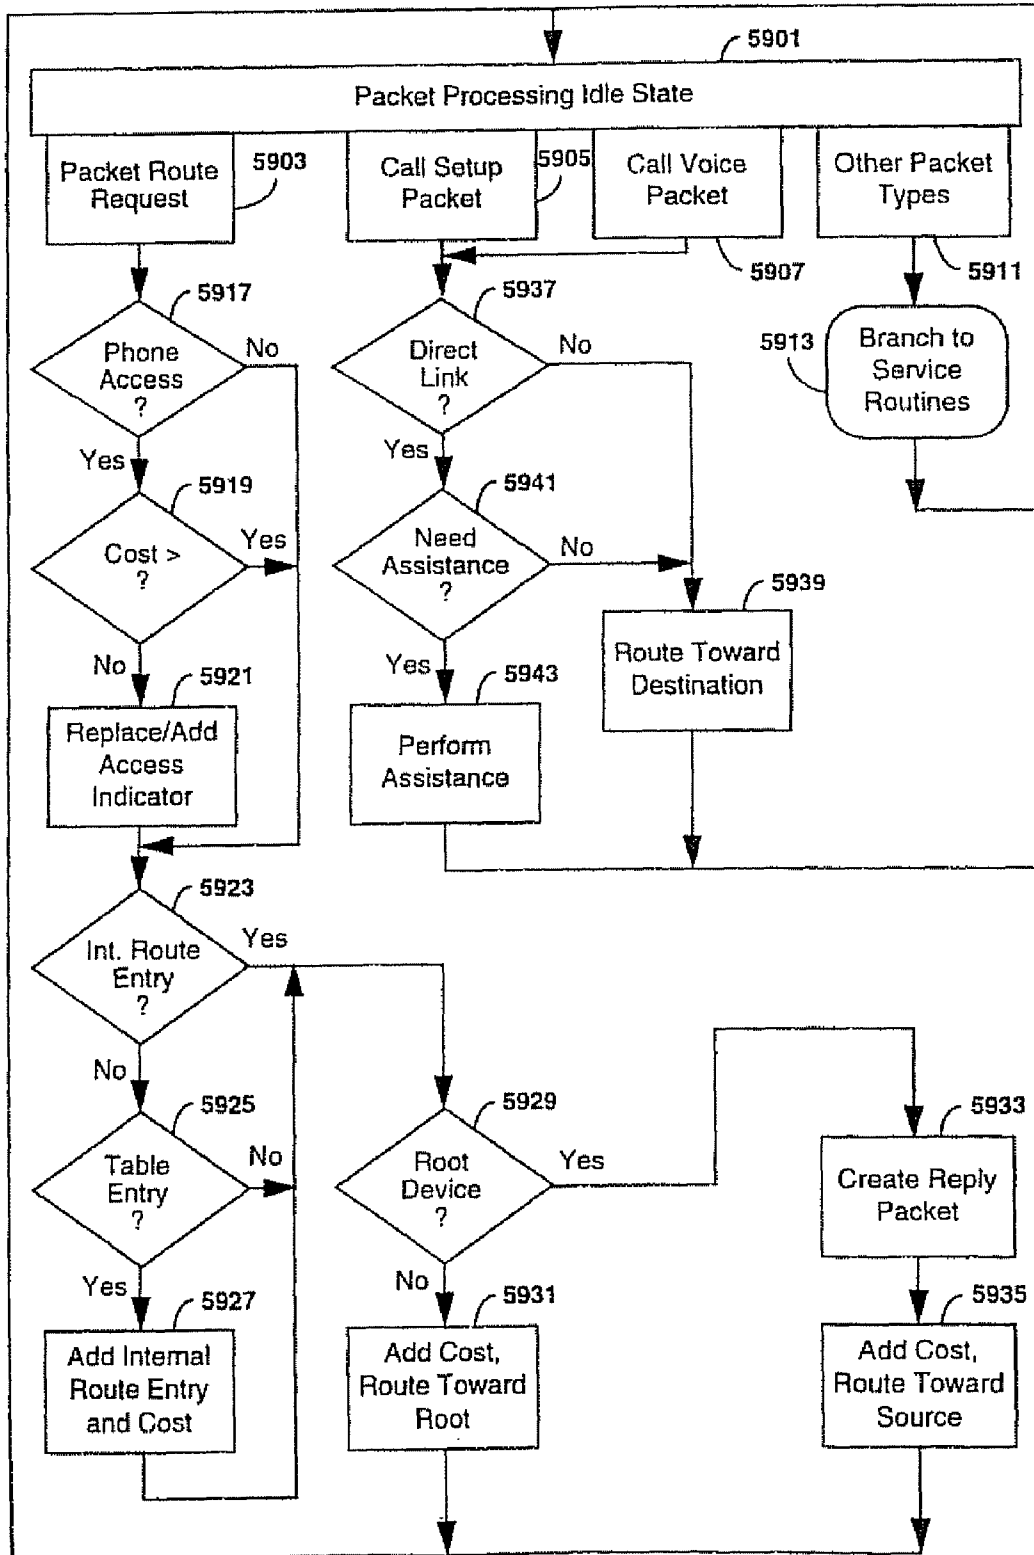 5901
Packet Processing Idle State
Packet Route
Request
5903
Call Setup
Packet
5905
Call Voice
Packet
5907
Other Packet
Types
5911
5917
Phone
Access
?
No
Yes
5919
Cost >
?
Yes
No
5921
Replace/Add
Access
Indicator
5937
Direct
Link
?
No
Yes
5941
Need
Assistance
?
No
Yes
5943
Perform
Assistance
5939
Route Toward
Destination
5913
Branch to
Service
Routines
5923
Int. Route
Entry
?
Yes
No
5925
Table
Entry
?
No
Yes
5927
Add Internal
Route Entry
and Cost
5929
Root
Device
?
Yes
No
5931
Add Cost,
Route Toward
Root
5933
Create Reply
Packet
5935
Add Cost,
Route Toward
Source